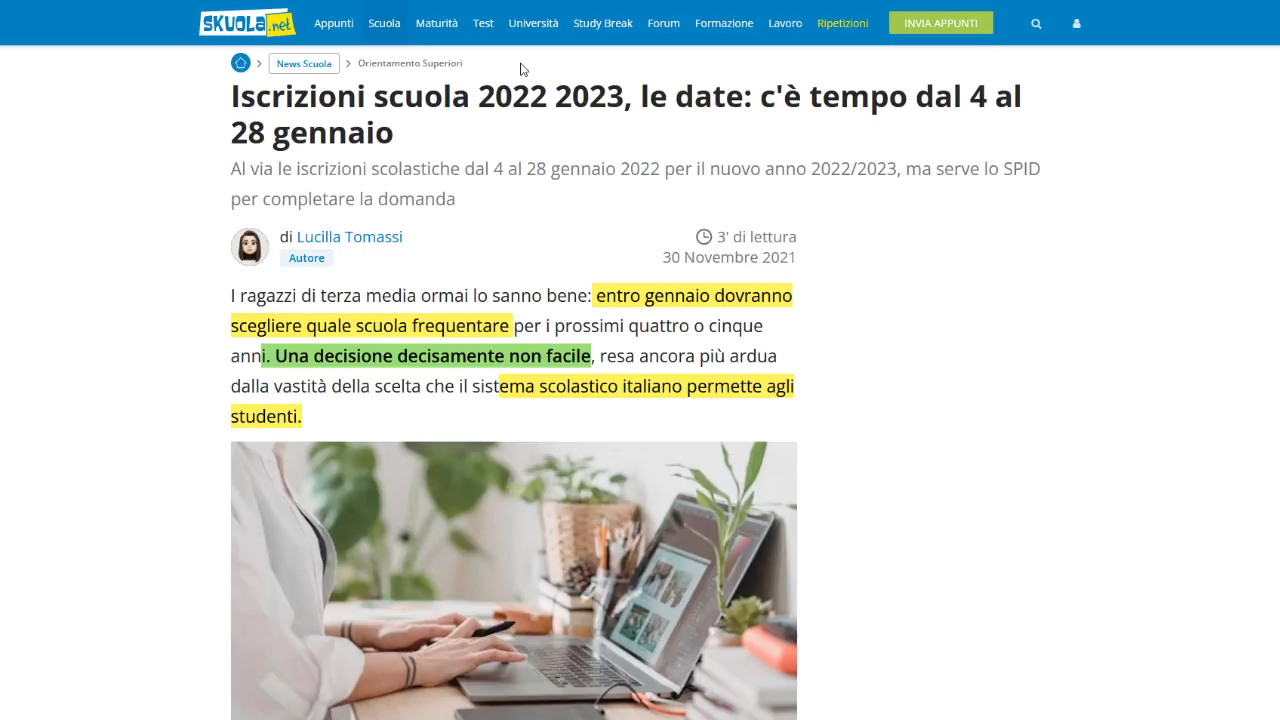 SKUOLA.net
Appunti Scuola Maturità Test Università Study Break Forum Formazione Lavoro Ripetizioni INVIA APPUNTI
News Scuola Orientamento Superiori
Iscrizioni scuola 2022 2023, le date: c'è tempo dal 4 al
28 gennaio
Al via le iscrizioni scolastiche dal 4 al 28 gennaio 2022 per il nuovo anno 2022/2023, ma serve lo SPID
per completare la domanda
di Lucilla Tomassi
Autore
3' di lettura
30 Novembre 2021
I ragazzi di terza media ormai lo sanno bene: entro gennaio dovranno
scegliere quale scuola frequentare per i prossimi quattro o cinque
anni. Una decisione decisamente non facile, resa ancora più ardua
dalla vastità della scelta che il sistema scolastico italiano permette agli
studenti.